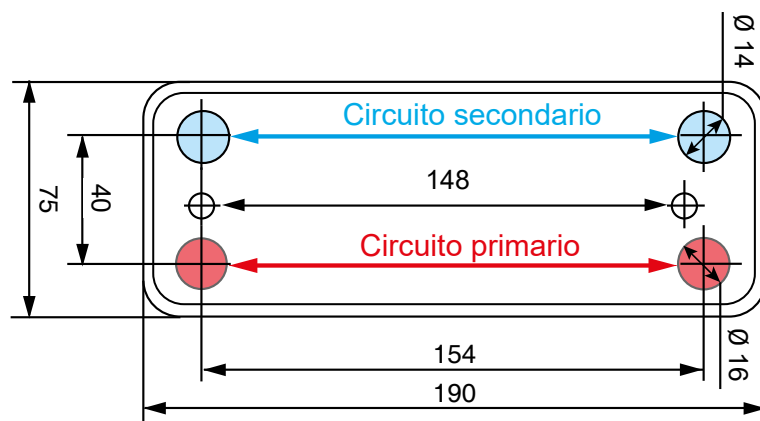 Ø 14
Circuito secondario
148
40
75
Circuito primario
154
Ø 16
190